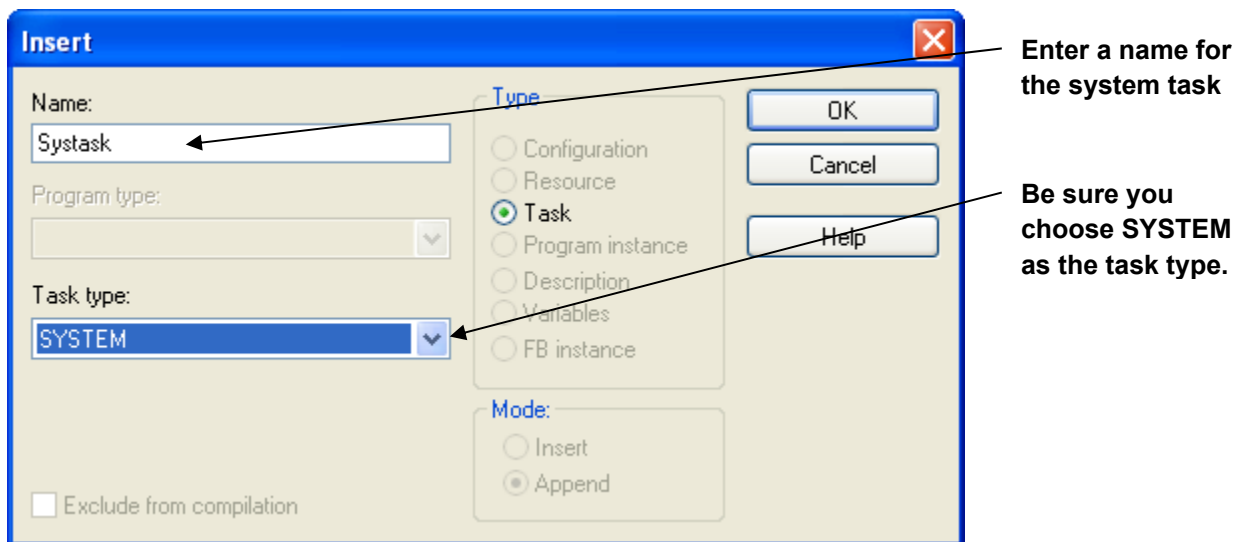 Insert
Name:
Systask
Program type:
Task type:
SYSTEM
Exclude from compilation
Type
Configuration
Resource
Task
Program instance
Description
Variables
FB instance
Mode:
Insert
Append
OK
Cancel
Help
Enter a name for
the system task
Be sure you
choose SYSTEM
as the task type.